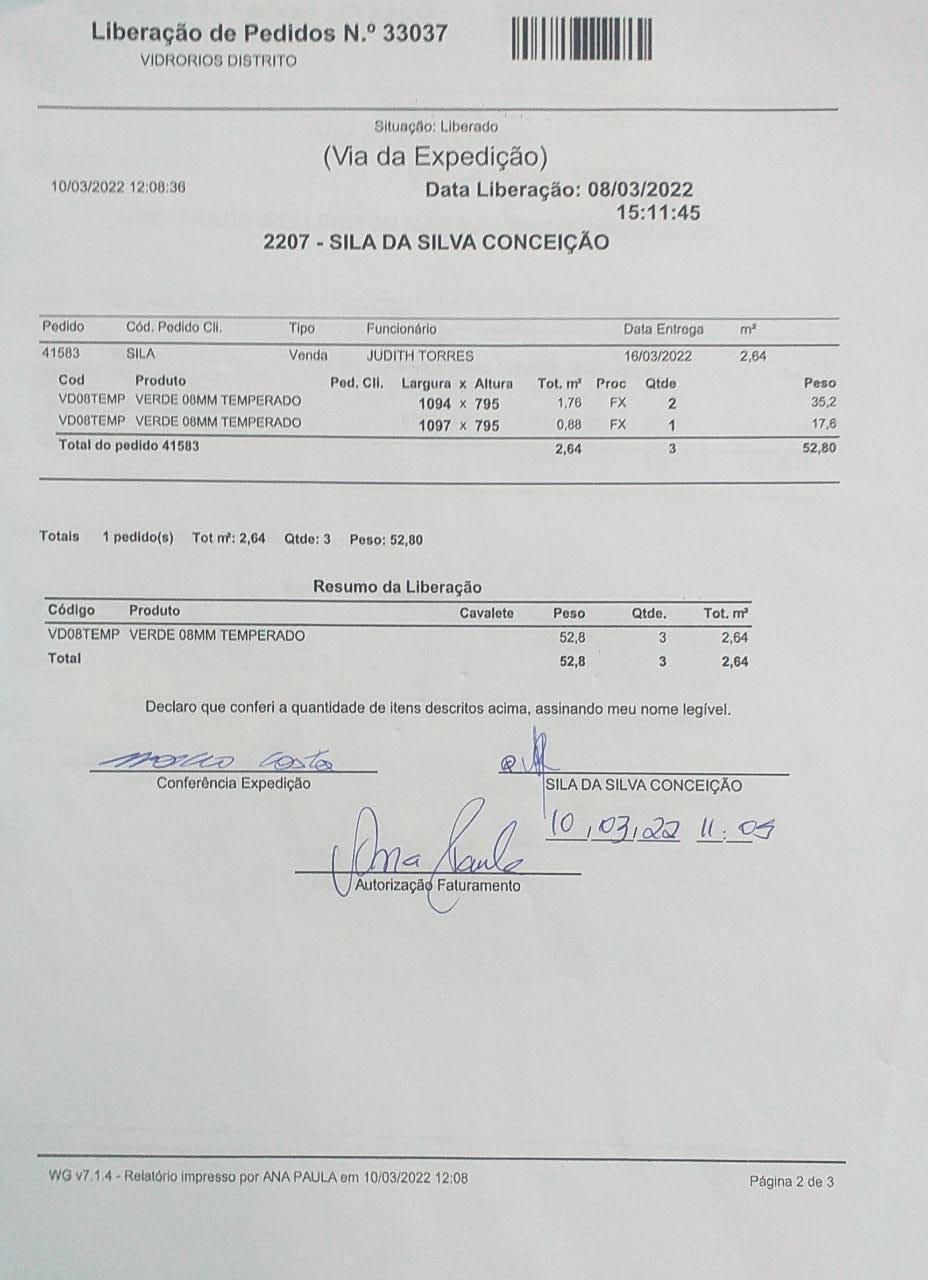 Liberação de Pedidos N.º 33037
VIDRORIOS DISTRITO
Situação: Liberado
(Via da Expedição)
10/03/2022 12:08:36
Data Liberação: 08/03/2022
15:11:45
2207 - SILA DA SILVA CONCEIÇÃO
Pedido Cód. Pedido Cli. Tipo Funcionário Data Entrega m²
41583 SILA Venda JUDITH TORRES 16/03/2022 2,64
Cod Produto Ped. Cli. Largura x Altura Tot. m² Proc Qtde Peso
VD08TEMP VERDE 08MM TEMPERADO 1094 x 795 1,76 FX 2 35,2
VD08TEMP VERDE 08MM TEMPERADO 1097 x 795 0,88 FX 1 17,6
Total do pedido 41583 2,64 3 52,80
Totais 1 pedido(s) Tot m²: 2,64 Qtde: 3 Peso: 52,80
Resumo da Liberação
Código Produto Cavalete Peso Qtde. Tot. m²
VD08TEMP VERDE 08MM TEMPERADO 52,8 3 2,64
Total 52,8 3 2,64
Declaro que conferi a quantidade de itens descritos acima, assinando meu nome legível.
Costa
Conferência Expedição
SILA DA SILVA CONCEIÇÃO
10/03/22 11:09
Ana Paula
Autorização Faturamento
WG v7.1.4 - Relatório impresso por ANA PAULA em 10/03/2022 12:08
Página 2 de 3